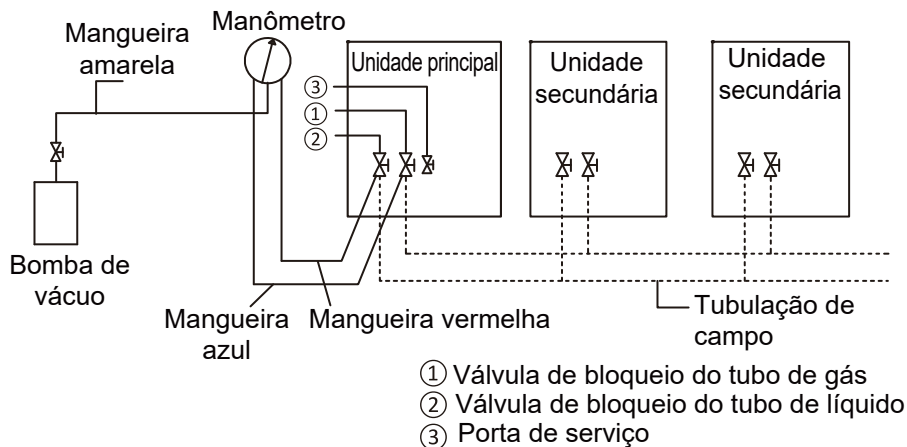 Manômetro
Mangueira
amarela
Unidade principal
Unidade
secundária
Unidade
secundária
③
①
②
Bomba de
vácuo
Mangueira
azul
Mangueira vermelha
Tubulação de
campo
① Válvula de bloqueio do tubo de gás
② Válvula de bloqueio do tubo de líquido
③ Porta de serviço